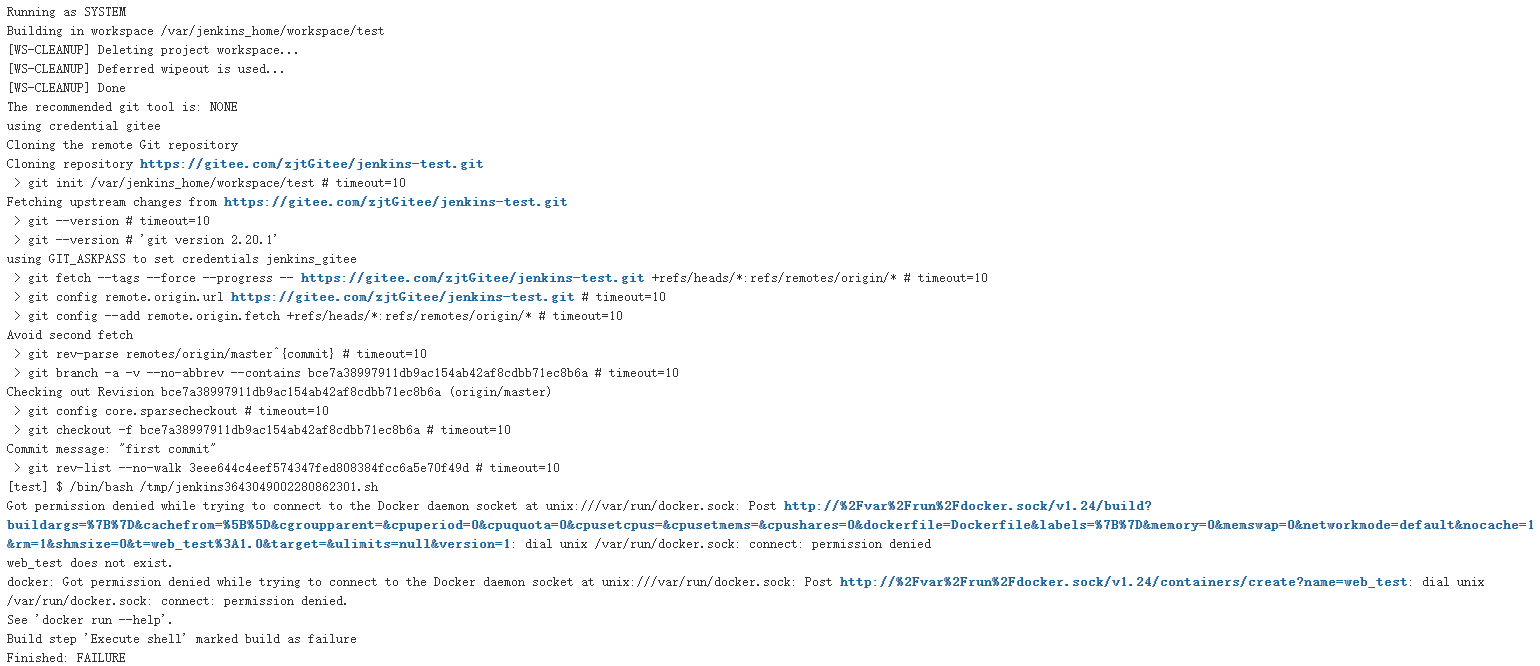 Running as SYSTEM
Building in workspace /var/jenkins_home/workspace/test
[WS-CLEANUP] Deleting project workspace...
[WS-CLEANUP] Deferred wipeout is used...
[WS-CLEANUP] Done
The recommended git tool is: NONE
using credential gitee
Cloning the remote Git repository
Cloning repository https://gitee.com/zjtGitee/jenkins-test.git
 > git init /var/jenkins_home/workspace/test # timeout=10
Fetching upstream changes from https://gitee.com/zjtGitee/jenkins-test.git
 > git --version # timeout=10
 > git --version # 'git version 2.20.1'
using GIT_ASKPASS to set credentials jenkins_gitee
 > git fetch --tags --force --progress -- https://gitee.com/zjtGitee/jenkins-test.git +refs/heads/*:refs/remotes/origin/* # timeout=10
 > git config remote.origin.url https://gitee.com/zjtGitee/jenkins-test.git # timeout=10
 > git config --add remote.origin.fetch +refs/heads/*:refs/remotes/origin/* # timeout=10
Avoid second fetch
 > git rev-parse remotes/origin/master^{commit} # timeout=10
 > git branch -a -v --no-abbrev --contains bce7a38997911db9ac154ab42af8cdbb71ec8b6a # timeout=10
Checking out Revision bce7a38997911db9ac154ab42af8cdbb71ec8b6a (origin/master)
 > git config core.sparsecheckout # timeout=10
 > git checkout -f bce7a38997911db9ac154ab42af8cdbb71ec8b6a # timeout=10
Commit message: "first commit"
 > git rev-list --no-walk 3eee644c4eef574347fed808384fcc6a5e70f49d # timeout=10
[test] $ /bin/bash /tmp/jenkins3643049002280862301.sh
Got permission denied while trying to connect to the Docker daemon socket at unix:///var/run/docker.sock: Post http://%2Fvar%2Frun%2Fdocker.sock/v1.24/build?
buildargs=%7B%7D&cachefrom=%5B%5D&cgroupparent=&cpuperiod=0&cpuquota=0&cpusetcpus=&cpusetmems=&cpushares=0&dockerfile=Dockerfile&labels=%7B%7D&memory=0&memswap=0&networkmode=default&nocache=1
&rm=1&shmsize=0&t=web_test%3A1.0&target=&ulimits=null&version=1: dial unix /var/run/docker.sock: connect: permission denied
web_test does not exist.
docker: Got permission denied while trying to connect to the Docker daemon socket at unix:///var/run/docker.sock: Post http://%2Fvar%2Frun%2Fdocker.sock/v1.24/containers/create?name=web_test: dial unix
/var/run/docker.sock: connect: permission denied.
See 'docker run --help'.
Build step 'Execute shell' marked build as failure
Finished: FAILURE